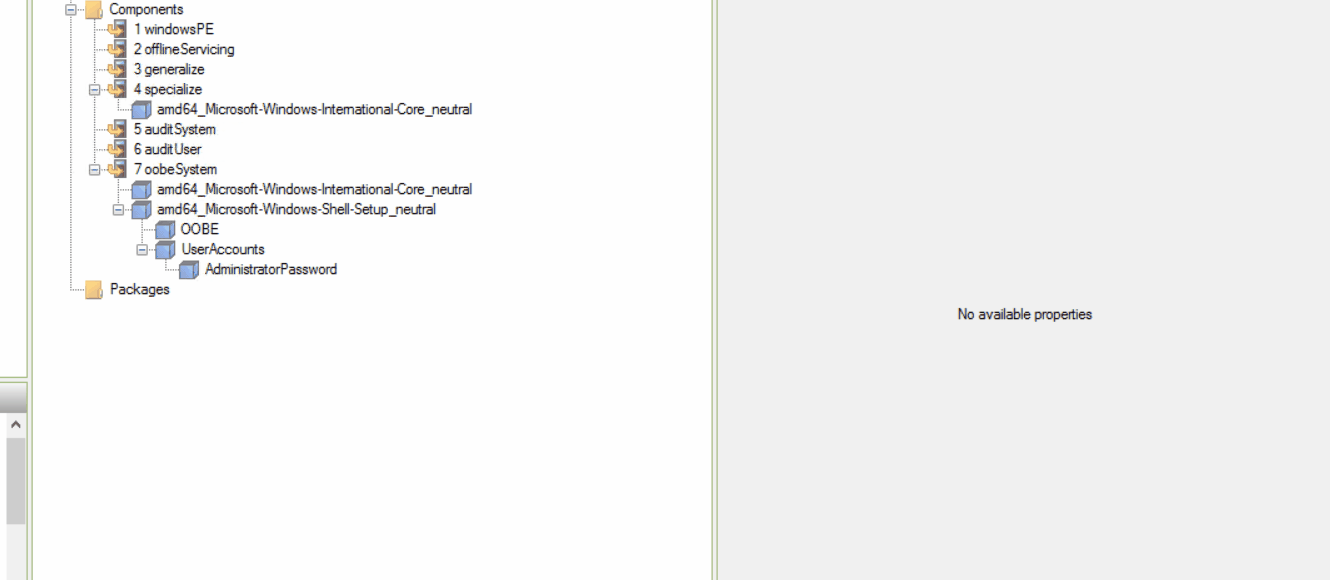 Components
1 windowsPE
2 offlineServicing
3 generalize
4 specialize
amd64_Microsoft-Windows-International-Core_neutral
5 auditSystem
6 auditUser
7 oobeSystem
amd64_Microsoft-Windows-International-Core_neutral
amd64_Microsoft-Windows-Shell-Setup_neutral
OOBE
UserAccounts
AdministratorPassword
Packages
No available properties